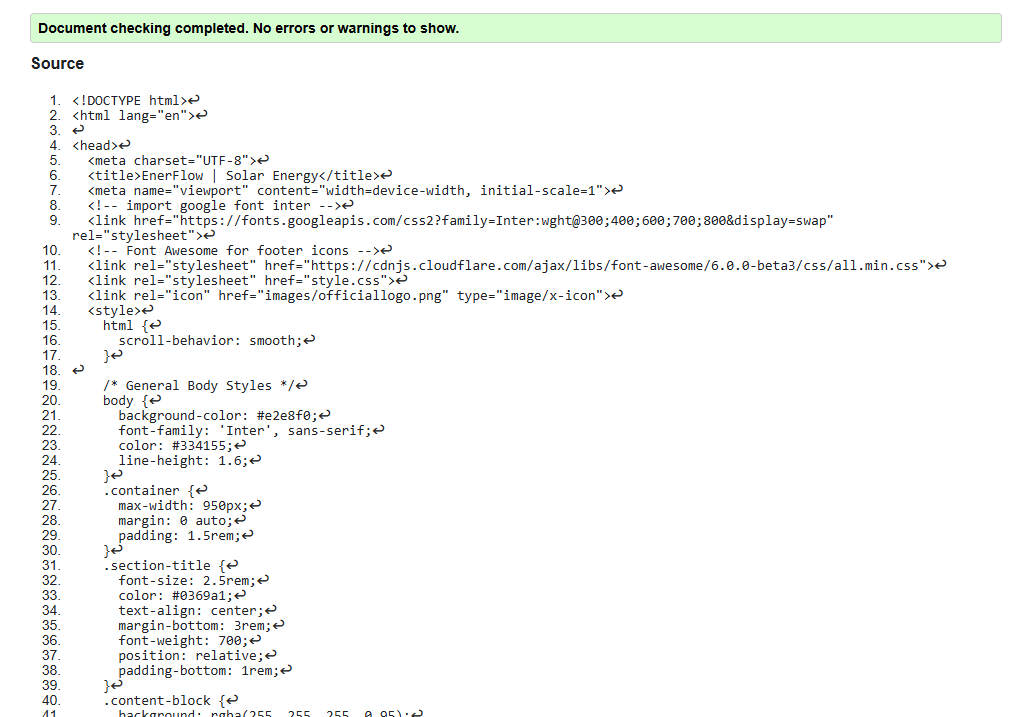 Document checking completed. No errors or warnings to show.
Source
1. <!DOCTYPE html>↩
2. <html lang="en">↩
3. ↩
4. <head>↩
5. <meta charset="UTF-8">↩
6. <title>EnerFlow | Solar Energy</title>↩
7. <meta name="viewport" content="width=device-width, initial-scale=1">↩
8. <!-- import google font inter -->↩
9. <link href="https://fonts.googleapis.com/css2?family=Inter:wght@300;400;600;700;800&display=swap"
rel="stylesheet">↩
10. <!-- Font Awesome for footer icons -->↩
11. <link rel="stylesheet" href="https://cdnjs.cloudflare.com/ajax/libs/font-awesome/6.0.0-beta3/css/all.min.css">↩
12. <link rel="stylesheet" href="style.css">↩
13. <link rel="icon" href="images/officiallogo.png" type="image/x-icon">↩
14. <style>↩
15. html {↩
16. scroll-behavior: smooth;↩
17. }↩
18. ↩
19. /* General Body Styles */↩
20. body {↩
21. background-color: #e2e8f0;↩
22. font-family: 'Inter', sans-serif;↩
23. color: #334155;↩
24. line-height: 1.6;↩
25. }↩
26. .container {↩
27. max-width: 950px;↩
28. margin: 0 auto;↩
29. padding: 1.5rem;↩
30. }↩
31. .section-title {↩
32. font-size: 2.5rem;↩
33. color: #0369a1;↩
34. text-align: center;↩
35. margin-bottom: 3rem;↩
36. font-weight: 700;↩
37. position: relative;↩
38. padding-bottom: 1rem;↩
39. }↩
40. .content-block {↩
41. background: rgba(255, 255, 255, 0.95);↩